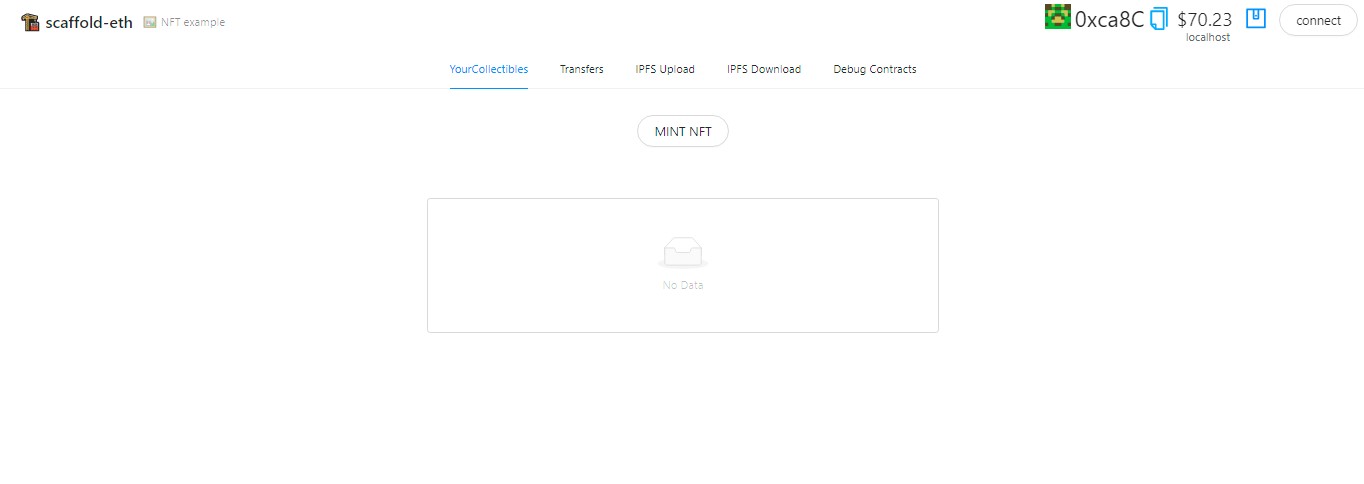 scaffold-eth NFT example 0xca8C $70.23 connect
localhost
YourCollectibles Transfers IPFS Upload IPFS Download Debug Contracts
MINT NFT
No Data